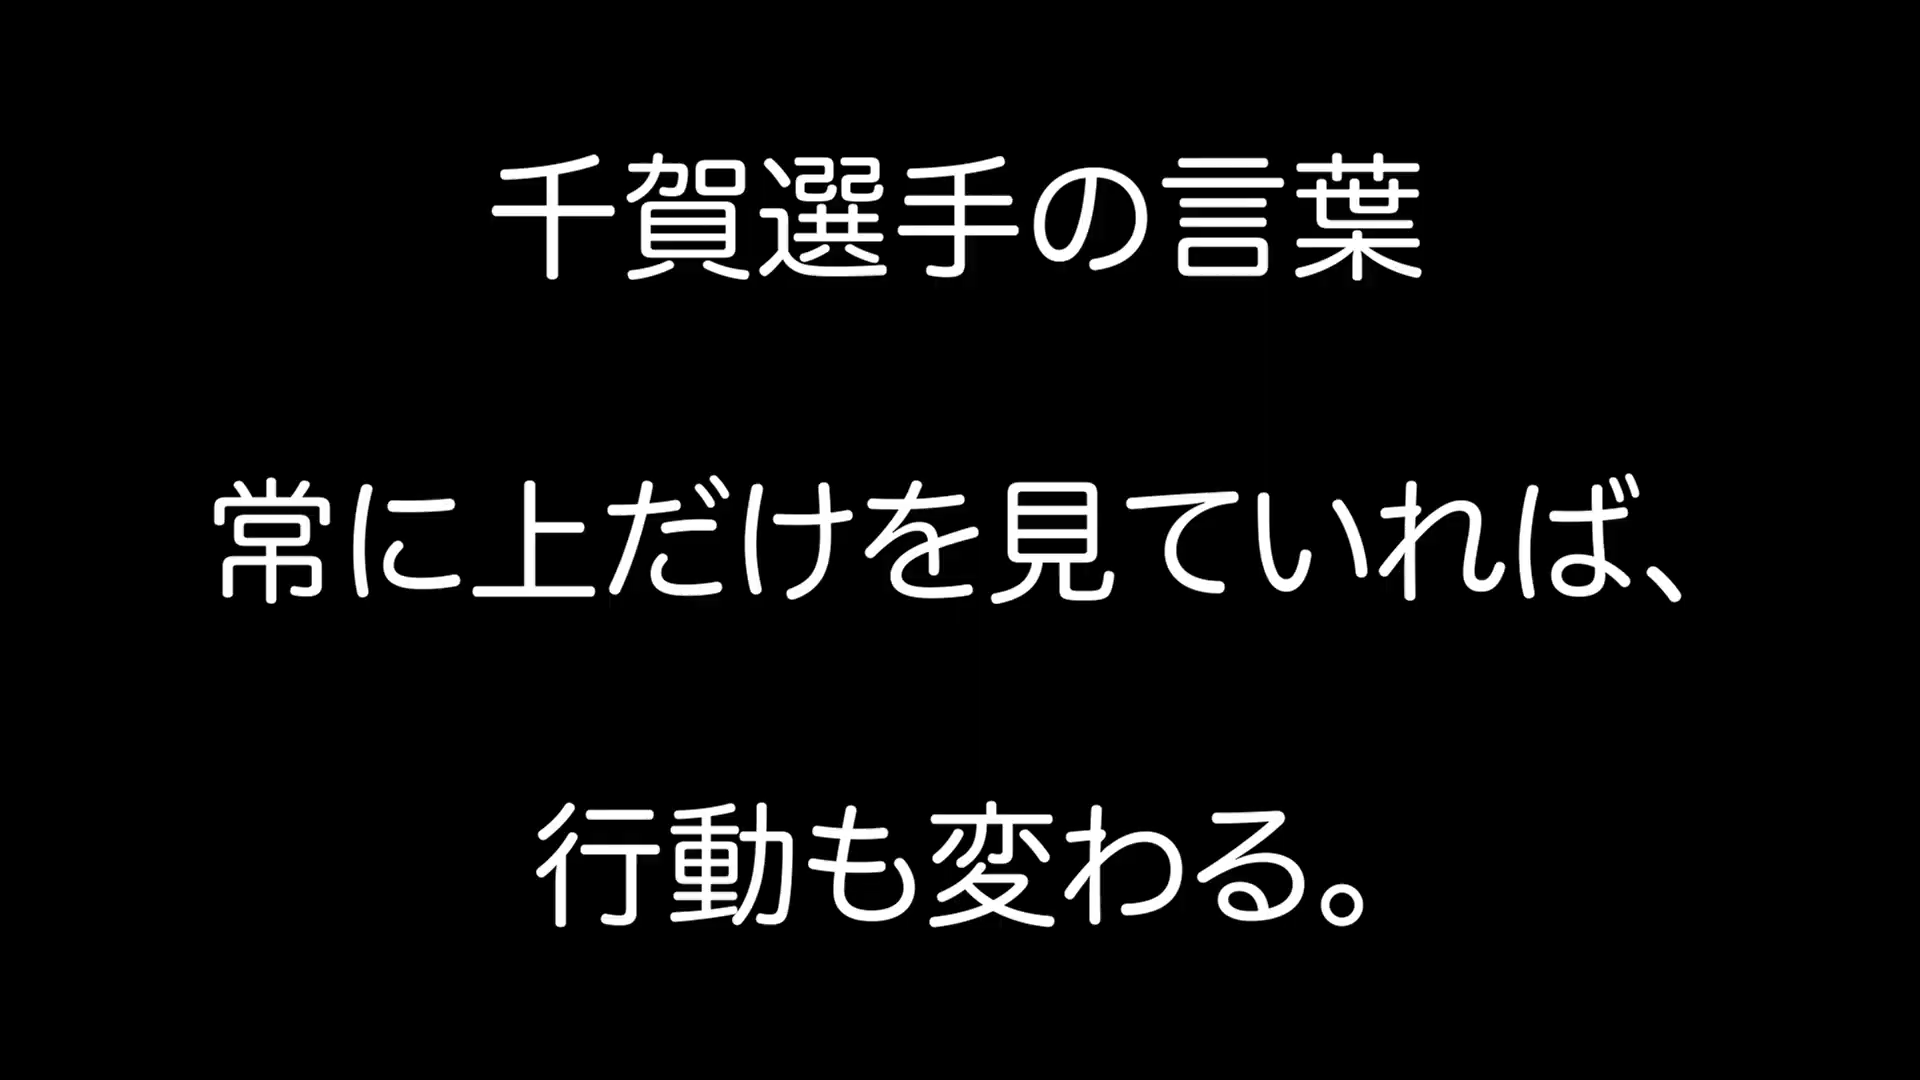 千賀選手の言葉
常に上だけを見ていれば、
行動も変わる。